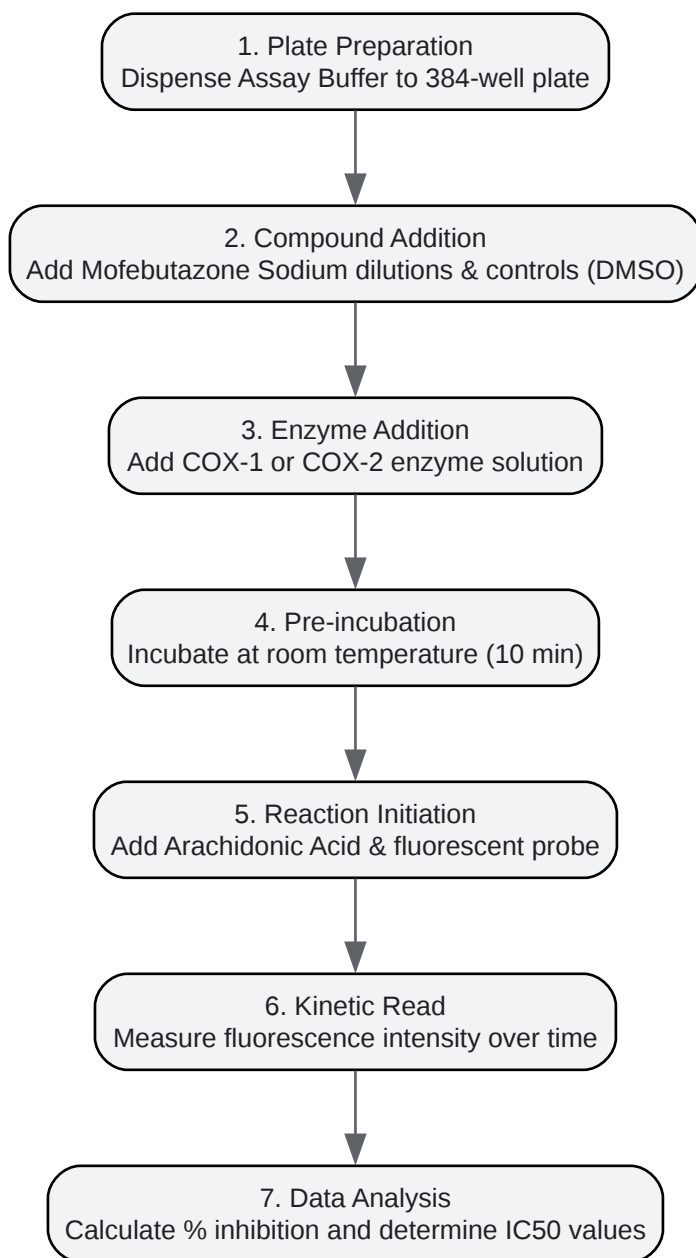 1. Plate Preparation
Dispense Assay Buffer to 384-well plate
2. Compound Addition
Add Mofebutazone Sodium dilutions & controls (DMSO)
3. Enzyme Addition
Add COX-1 or COX-2 enzyme solution
4. Pre-incubation
Incubate at room temperature (10 min)
5. Reaction Initiation
Add Arachidonic Acid & fluorescent probe
6. Kinetic Read
Measure fluorescence intensity over time
7. Data Analysis
Calculate % inhibition and determine IC50 values